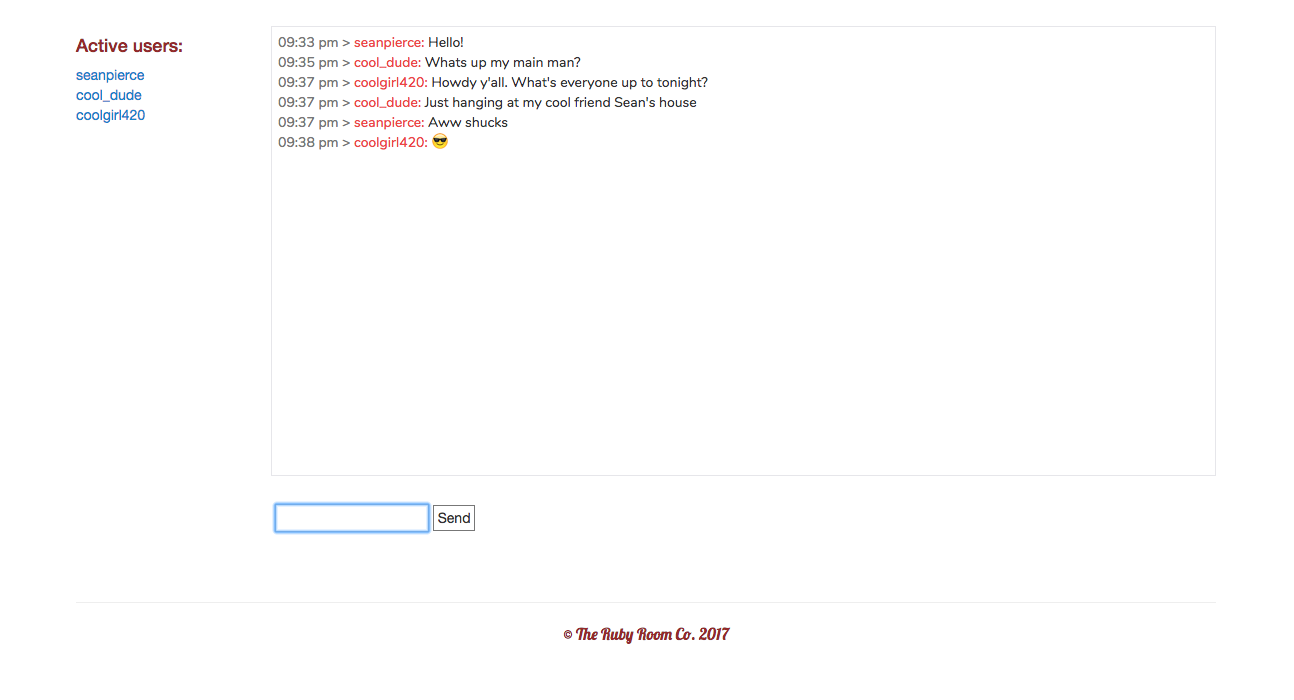 Active users:
seanpierce
cool_dude
coolgirl420
09:33 pm > seanpierce: Hello!
09:35 pm > cool_dude: Whats up my main man?
09:37 pm > coolgirl420: Howdy y'all. What's everyone up to tonight?
09:37 pm > cool_dude: Just hanging at my cool friend Sean's house
09:37 pm > seanpierce: Aww shucks
09:38 pm > coolgirl420: 😎
Send
© The Ruby Room Co. 2017